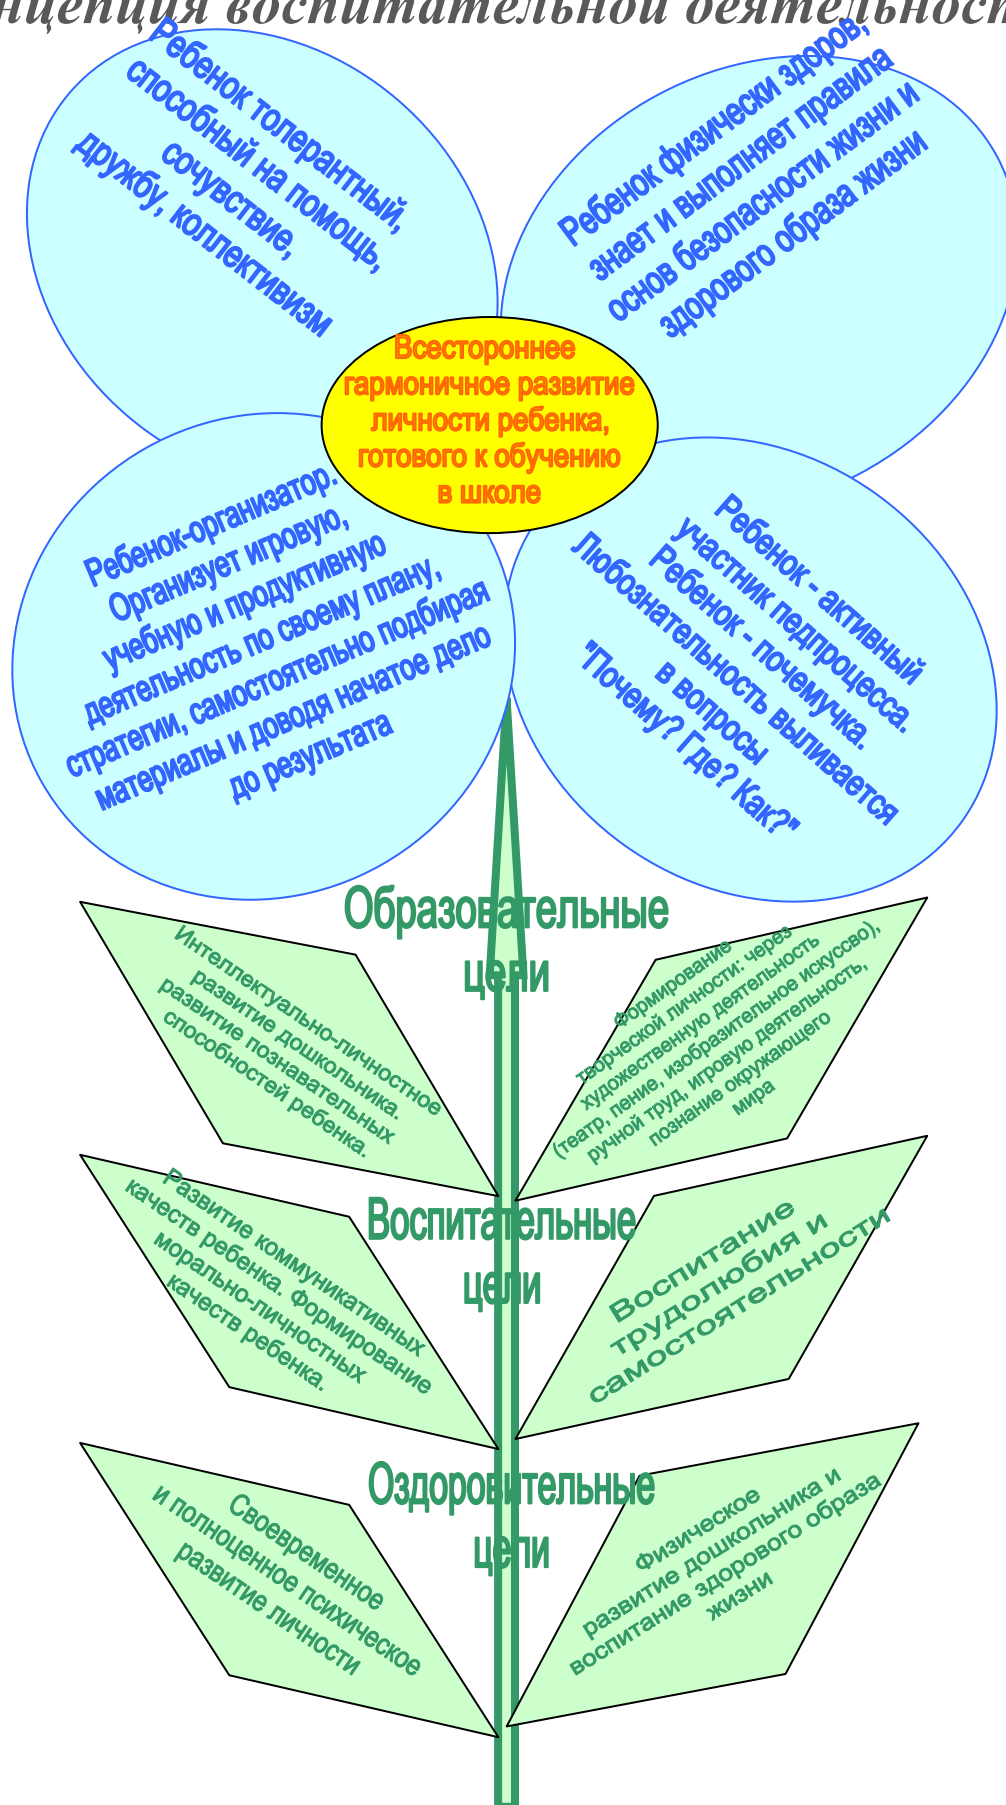 нцепция воспитательной деятельност
Ребенок толерантный,
способный на помощь,
сочувствие,
дружбу, коллективизм
Ребенок физически здоров,
знает и выполняет правила
основ безопасности жизни и
здорового образа жизни
Всестороннее
гармоничное развитие
личности ребенка,
готового к обучению
в школе
Ребенок-организатор.
Организует игровую,
учебную и продуктивную
деятельность по своему плану,
стратегии, самостоятельно подбирая
материалы и доводя начатое дело
до результата
Ребенок - активный
участник педпроцесса.
Ребенок - почемучка.
Любознательность выливается
в вопросы
"Почему? Где? Как?"
Образовательные
цели
Интеллектуально-личностное
развитие дошкольника.
развитие познавательных
способностей ребенка.
Формирование
творческой личности: через
художественную деятельность
(театр, пение, изобразительное искуссво),
ручной труд, игровую деятельность,
познание окружающего
мира
Воспитательные
цели
Развитие коммуникативных
качеств ребенка. Формирование
морально-личностных
качеств ребенка.
Воспитание
трудолюбия и
самостоятельности
Оздоровительные
цели
Своевременное
и полноценное психическое
развитие личности
Физическое
развитие дошкольника и
воспитание здорового образа
жизни